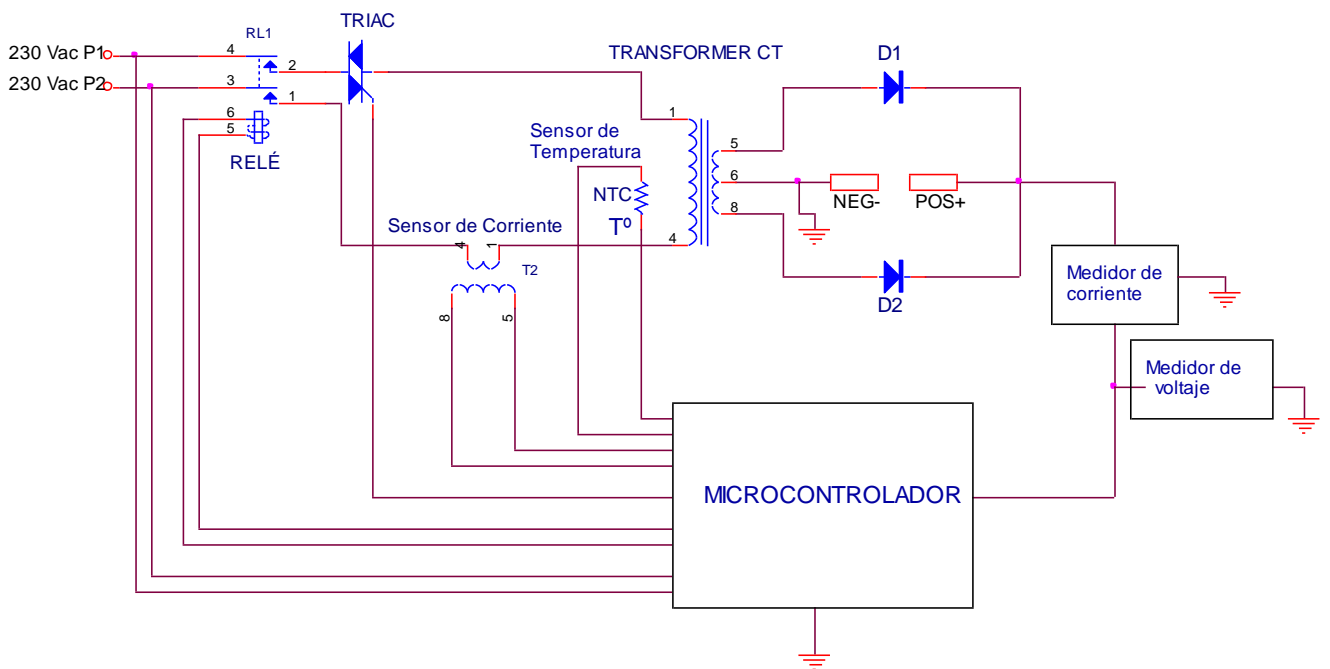 TRIAC
RL1
230 Vac P1
4
TRANSFORMER CT
D1
2
230 Vac P2
3
1
6
5
RELÉ
Sensor de
Temperatura
1
5
NTC
6
NEG-
POS+
Tº
8
Sensor de Corriente
4
1
4
T2
D2
Medidor de
corriente
8
5
Medidor de
voltaje
MICROCONTROLADOR